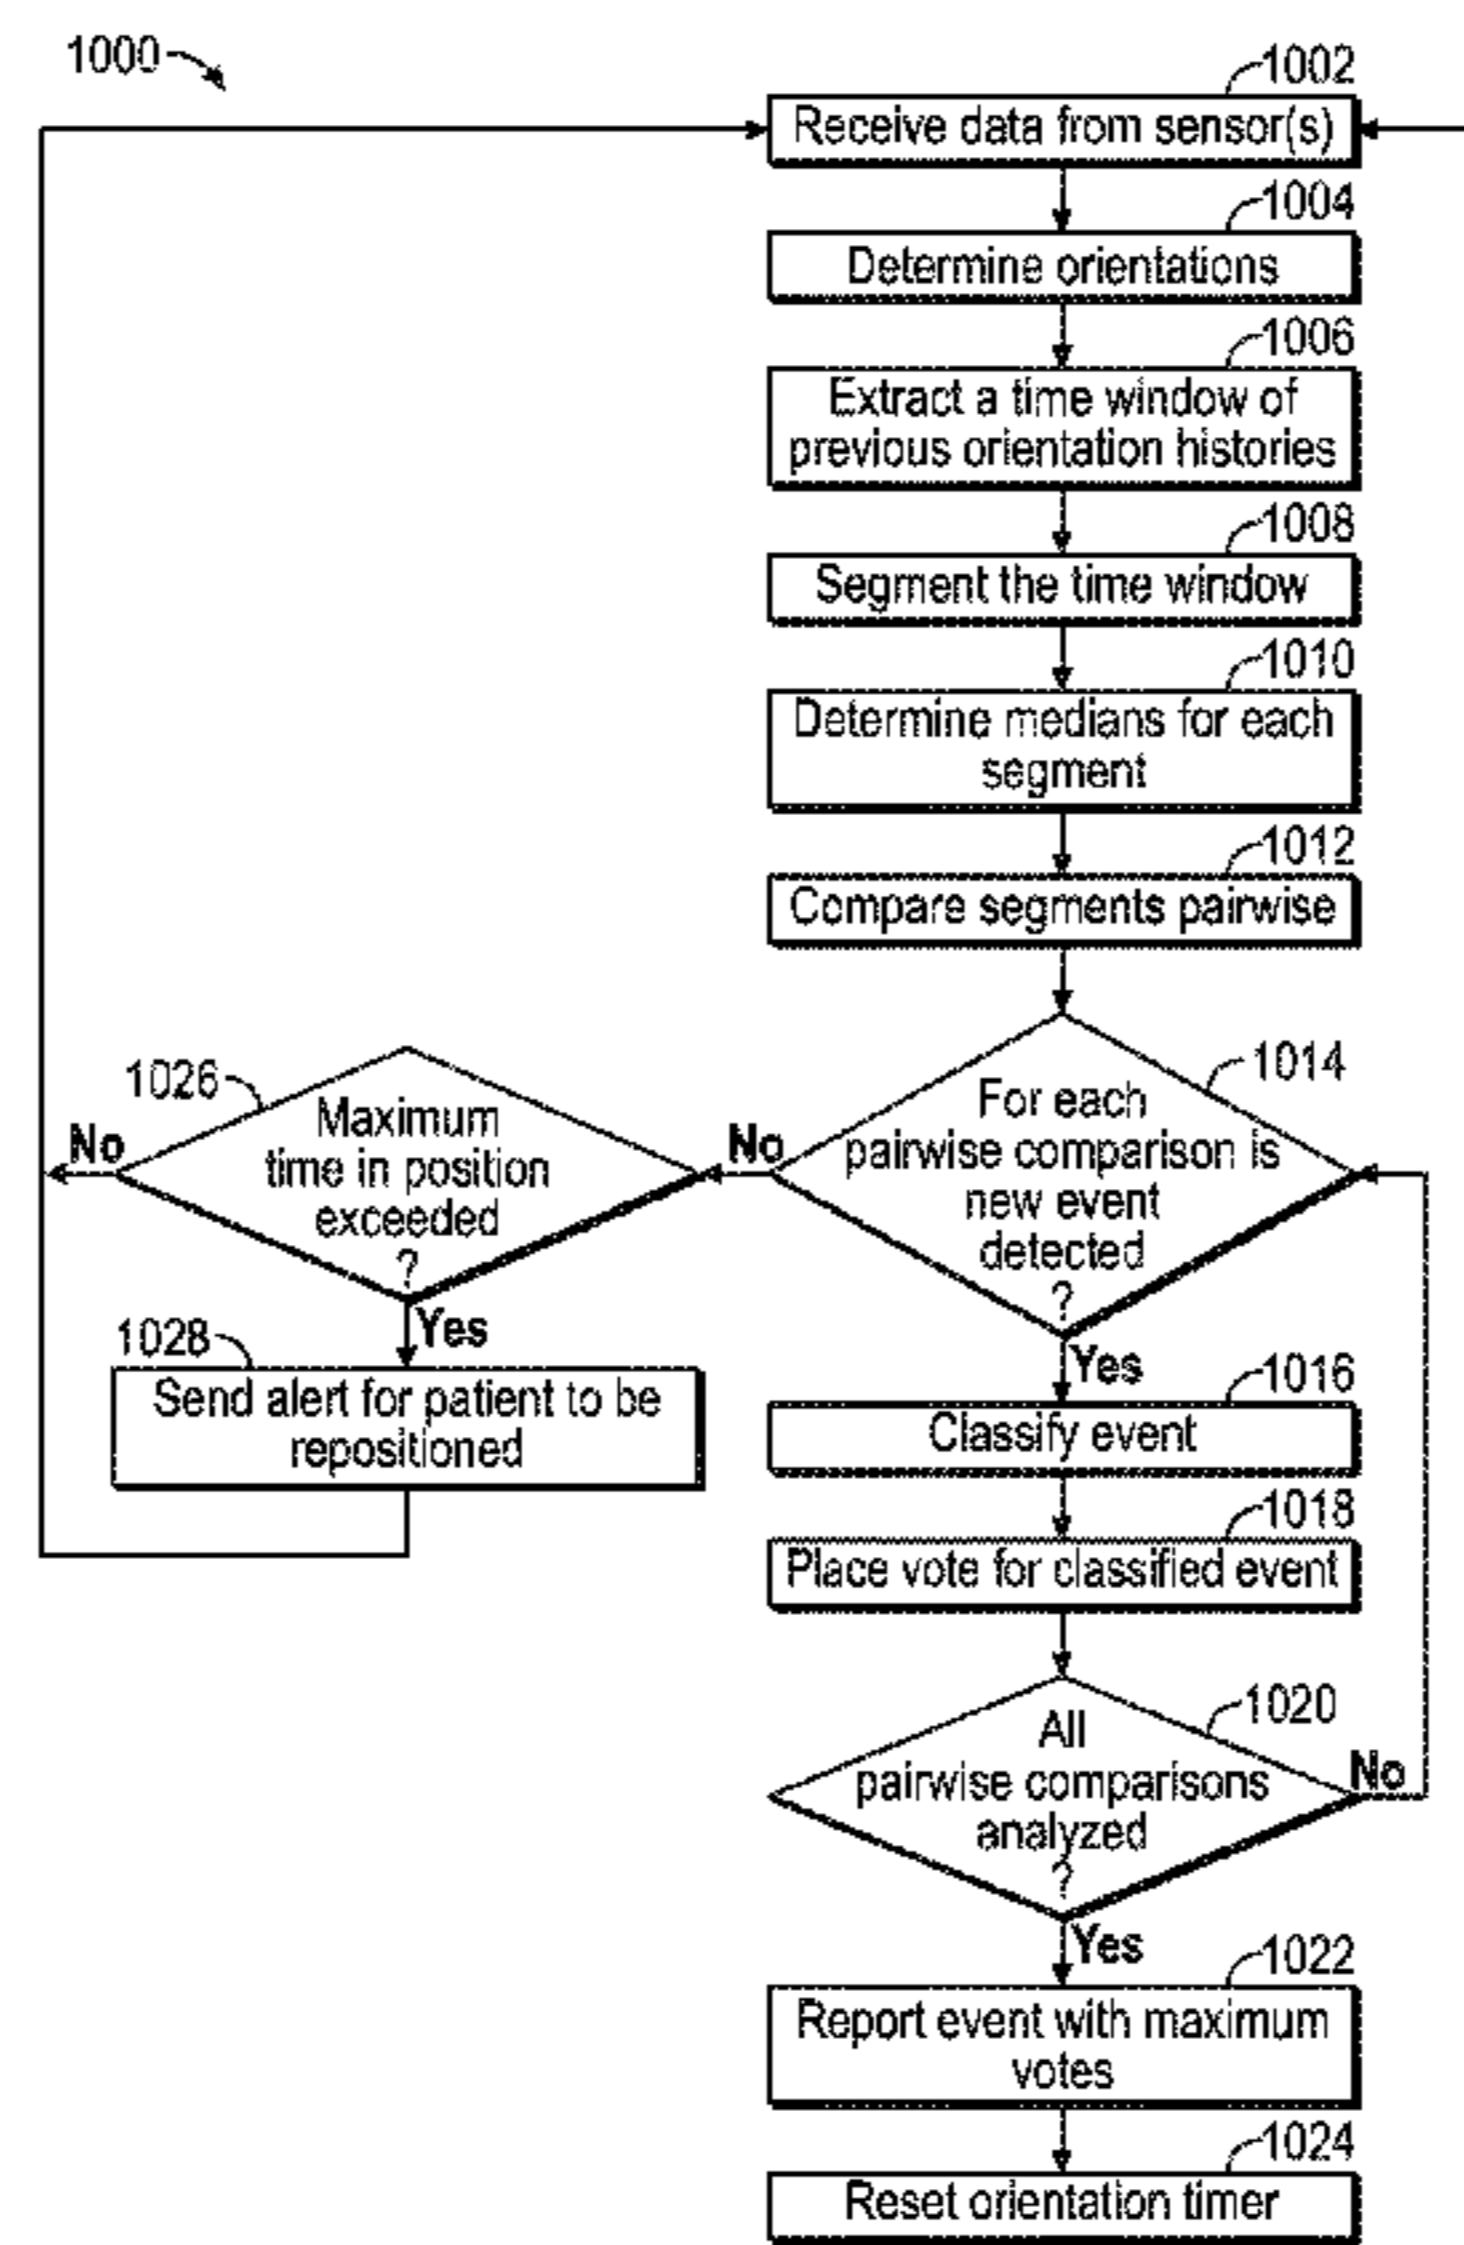 1000
1002
Receive data from sensor(s)
1004
Determine orientations
1006
Extract a time window of
previous orientation histories
1008
Segment the time window
1010
Determine medians for each
segment
1012
Compare segments pairwise
1014
For each
pairwise comparison is
new event
detected
?
No
Yes
1026
Maximum
time in position
exceeded
?
No
Yes
1028
Send alert for patient to be
repositioned
1016
Classify event
1018
Place vote for classified event
1020
All
pairwise comparisons
analyzed
?
No
Yes
1022
Report event with maximum
votes
1024
Reset orientation timer